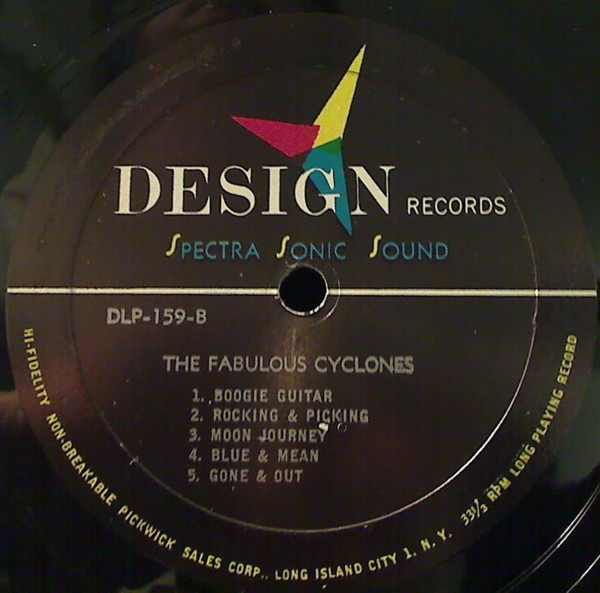 DESIGN RECORDS
SPECTRA SONIC SOUND
DLP-159-B
THE FABULOUS CYCLONES
1. BOOGIE GUITAR
2. ROCKING & PICKING
3. MOON JOURNEY
4. BLUE & MEAN
5. GONE & OUT
HI-FIDELITY NON-BREAKABLE PICKWICK SALES CORP., LONG ISLAND CITY 1, N. Y. 33⅓ RPM LONG PLAYING RECORD